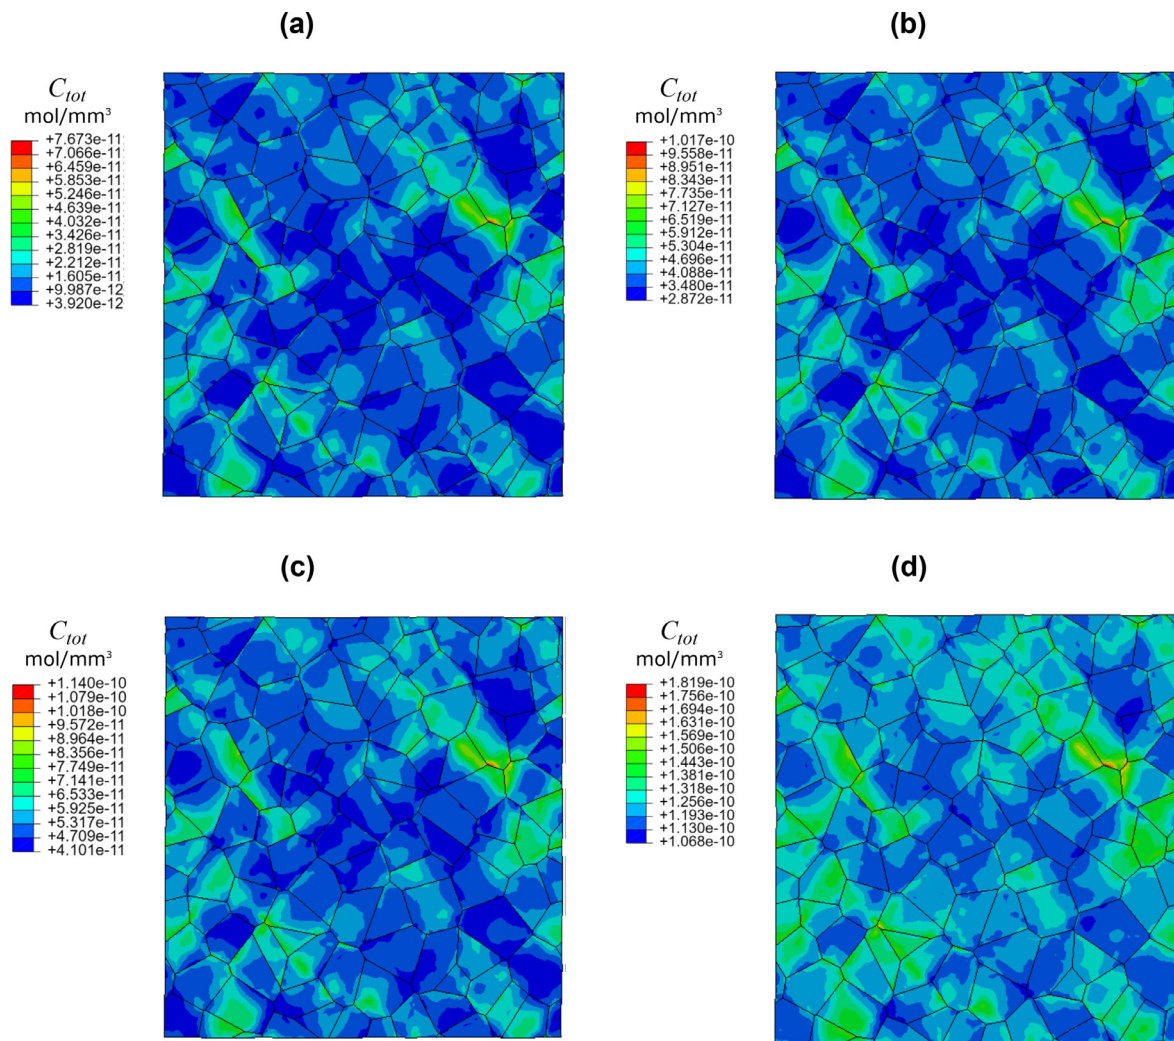 (a)
C_tot
mol/mm³
+7.673e-11
+7.066e-11
+6.459e-11
+5.853e-11
+5.246e-11
+4.639e-11
+4.032e-11
+3.426e-11
+2.819e-11
+2.212e-11
+1.605e-11
+9.987e-12
+3.920e-12
(b)
C_tot
mol/mm³
+1.017e-10
+9.558e-11
+8.951e-11
+8.343e-11
+7.735e-11
+7.127e-11
+6.519e-11
+5.912e-11
+5.304e-11
+4.696e-11
+4.088e-11
+3.480e-11
+2.872e-11
(c)
C_tot
mol/mm³
+1.140e-10
+1.079e-10
+1.018e-10
+9.572e-11
+8.964e-11
+8.356e-11
+7.749e-11
+7.141e-11
+6.533e-11
+5.925e-11
+5.317e-11
+4.709e-11
+4.101e-11
(d)
C_tot
mol/mm³
+1.819e-10
+1.756e-10
+1.694e-10
+1.631e-10
+1.569e-10
+1.506e-10
+1.443e-10
+1.381e-10
+1.318e-10
+1.256e-10
+1.193e-10
+1.130e-10
+1.068e-10